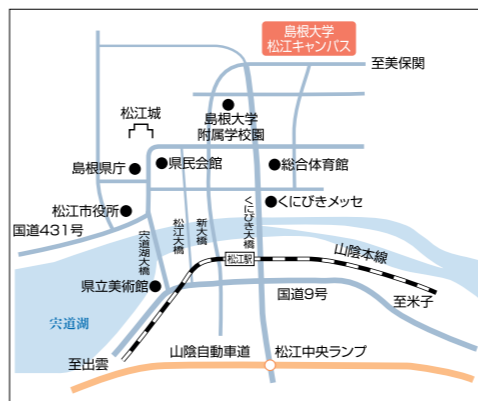 島根大学
松江キャンパス
至美保関
松江城
島根大学
附属学校園
県民会館
総合体育館
島根県庁
くにびきメッセ
松江市役所
国道431号
宍道湖大橋
松江大橋
新大橋
くにびき大橋
山陰本線
松江駅
県立美術館
国道9号
至米子
宍道湖
至出雲
山陰自動車道
松江中央ランプ